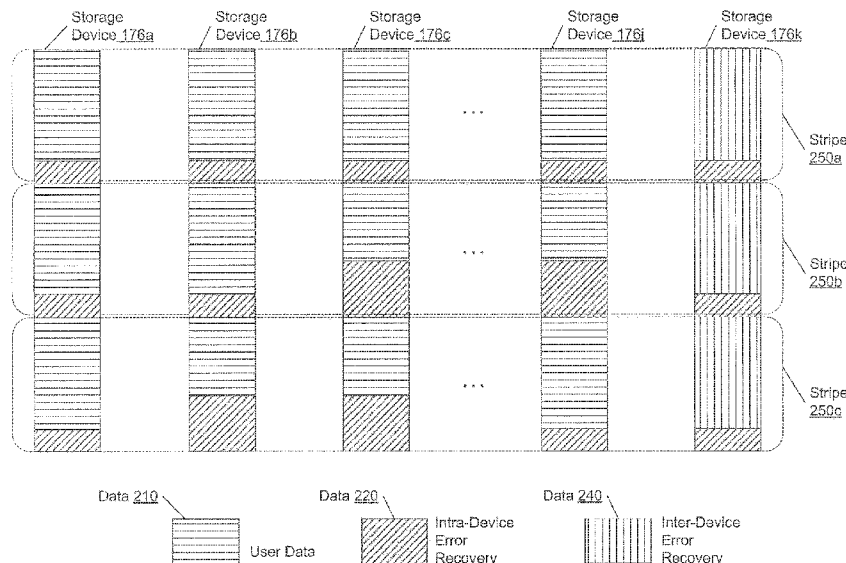 Storage
Device 176a
Storage
Device 176b
Storage
Device 176c
Storage
Device 176j
Storage
Device 176k
...
Stripe
250a
...
Stripe
250b
...
Stripe
250c
Data 210
User Data
Data 220
Intra-Device
Error
Recovery
Data 240
Inter-Device
Error
Recovery